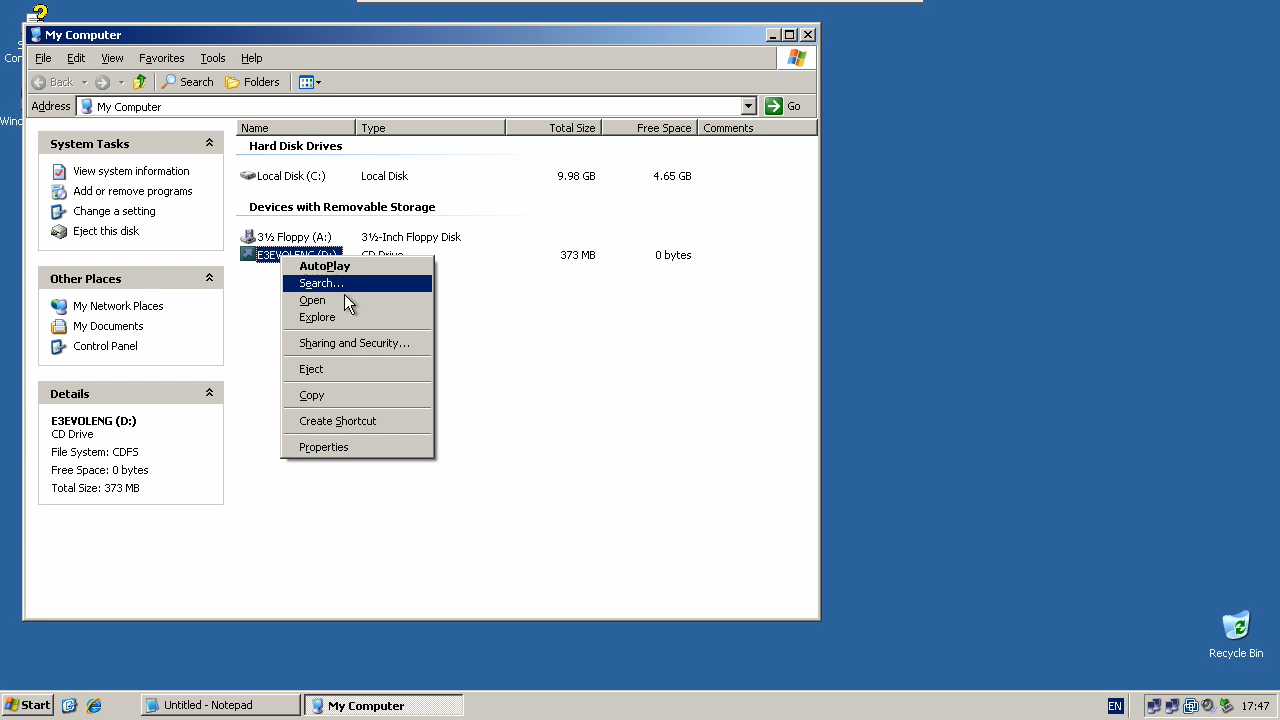 My Computer
File Edit View Favorites Tools Help
Back Search Folders
Address My Computer Go
System Tasks
View system information
Add or remove programs
Change a setting
Eject this disk
Other Places
My Network Places
My Documents
Control Panel
Details
E3EVOLENG (D:)
CD Drive
File System: CDFS
Free Space: 0 bytes
Total Size: 373 MB
Name Type Total Size Free Space Comments
Hard Disk Drives
Local Disk (C:) Local Disk 9.98 GB 4.65 GB
Devices with Removable Storage
3½ Floppy (A:) 3½-Inch Floppy Disk
E3EVOLENG (D:) CD Drive 373 MB 0 bytes
AutoPlay
Search...
Open
Explore
Sharing and Security...
Eject
Copy
Create Shortcut
Properties
Recycle Bin
Start Untitled - Notepad My Computer EN 17:47